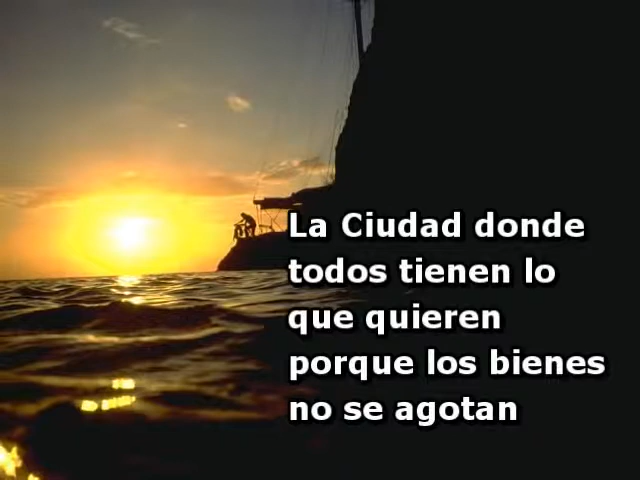 La Ciudad donde
todos tienen lo
que quieren
porque los bienes
no se agotan